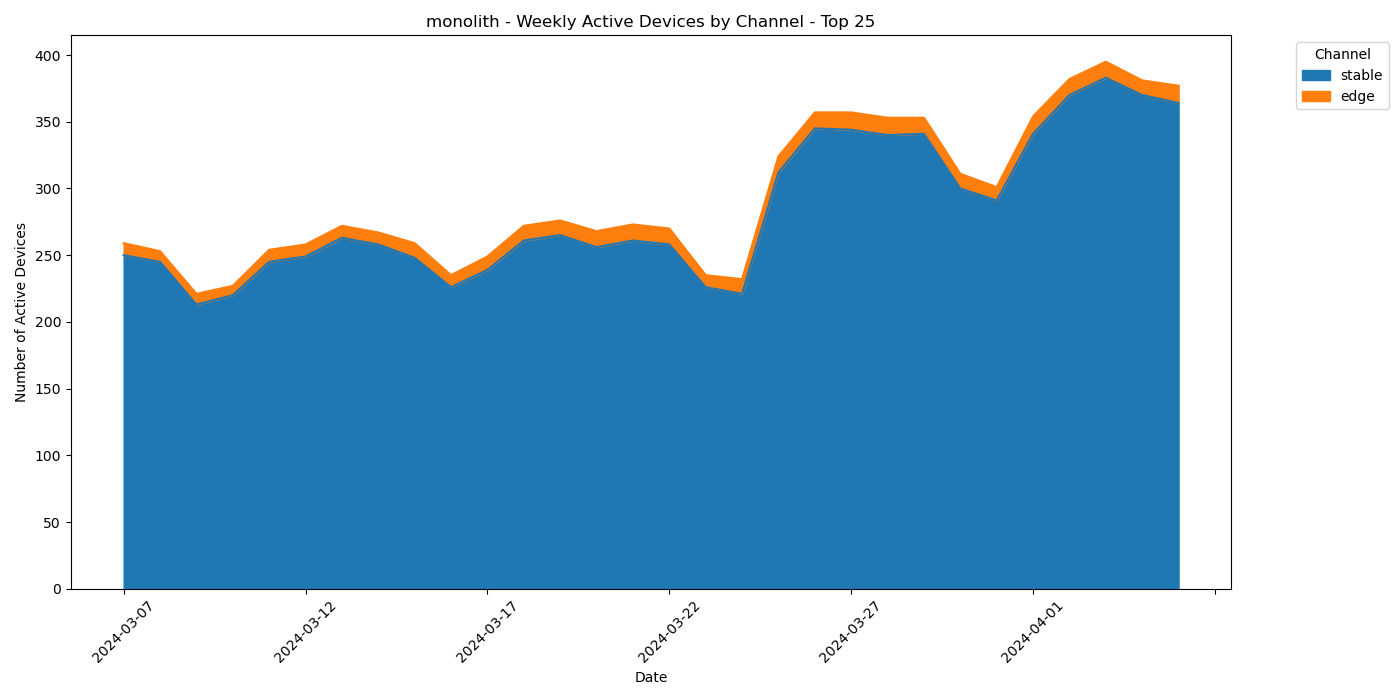 monolith - Weekly Active Devices by Channel - Top 25
Channel
stable
edge
Number of Active Devices
400
350
300
250
200
150
100
50
0
2024-03-07
2024-03-12
2024-03-17
2024-03-22
2024-03-27
2024-04-01
Date